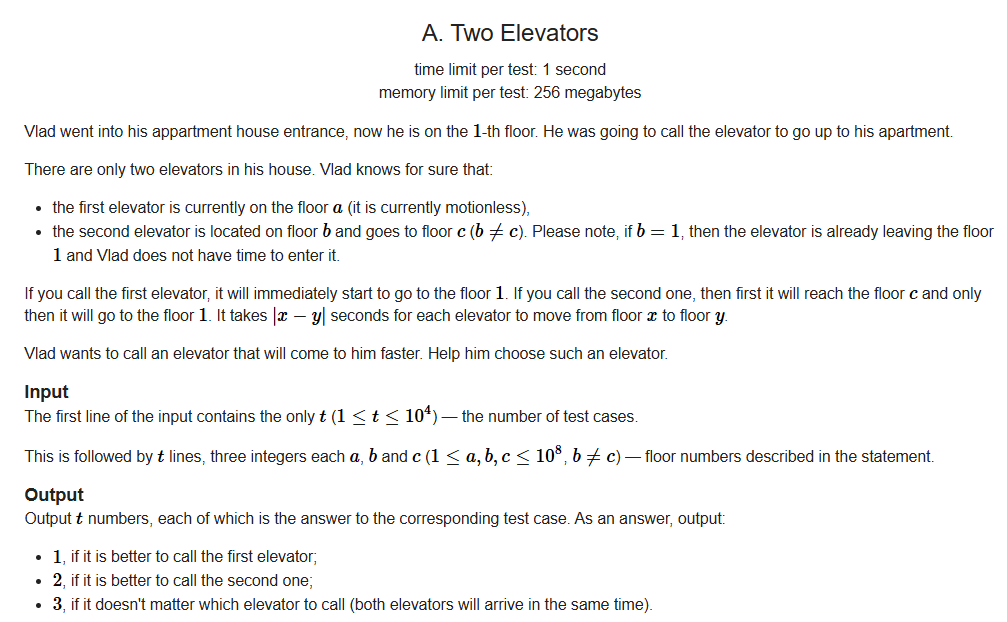 A. Two Elevators
time limit per test: 1 second
memory limit per test: 256 megabytes
Vlad went into his appartment house entrance, now he is on the 1-th floor. He was going to call the elevator to go up to his apartment.
There are only two elevators in his house. Vlad knows for sure that:
• the first elevator is currently on the floor a (it is currently motionless),
• the second elevator is located on floor b and goes to floor c (b ≠ c). Please note, if b = 1, then the elevator is already leaving the floor
1 and Vlad does not have time to enter it.
If you call the first elevator, it will immediately start to go to the floor 1. If you call the second one, then first it will reach the floor c and only
then it will go to the floor 1. It takes |x − y| seconds for each elevator to move from floor x to floor y.
Vlad wants to call an elevator that will come to him faster. Help him choose such an elevator.
Input
The first line of the input contains the only t (1 ≤ t ≤ 10⁴) — the number of test cases.
This is followed by t lines, three integers each a, b and c (1 ≤ a, b, c ≤ 10⁸, b ≠ c) — floor numbers described in the statement.
Output
Output t numbers, each of which is the answer to the corresponding test case. As an answer, output:
• 1, if it is better to call the first elevator;
• 2, if it is better to call the second one;
• 3, if it doesn't matter which elevator to call (both elevators will arrive in the same time).